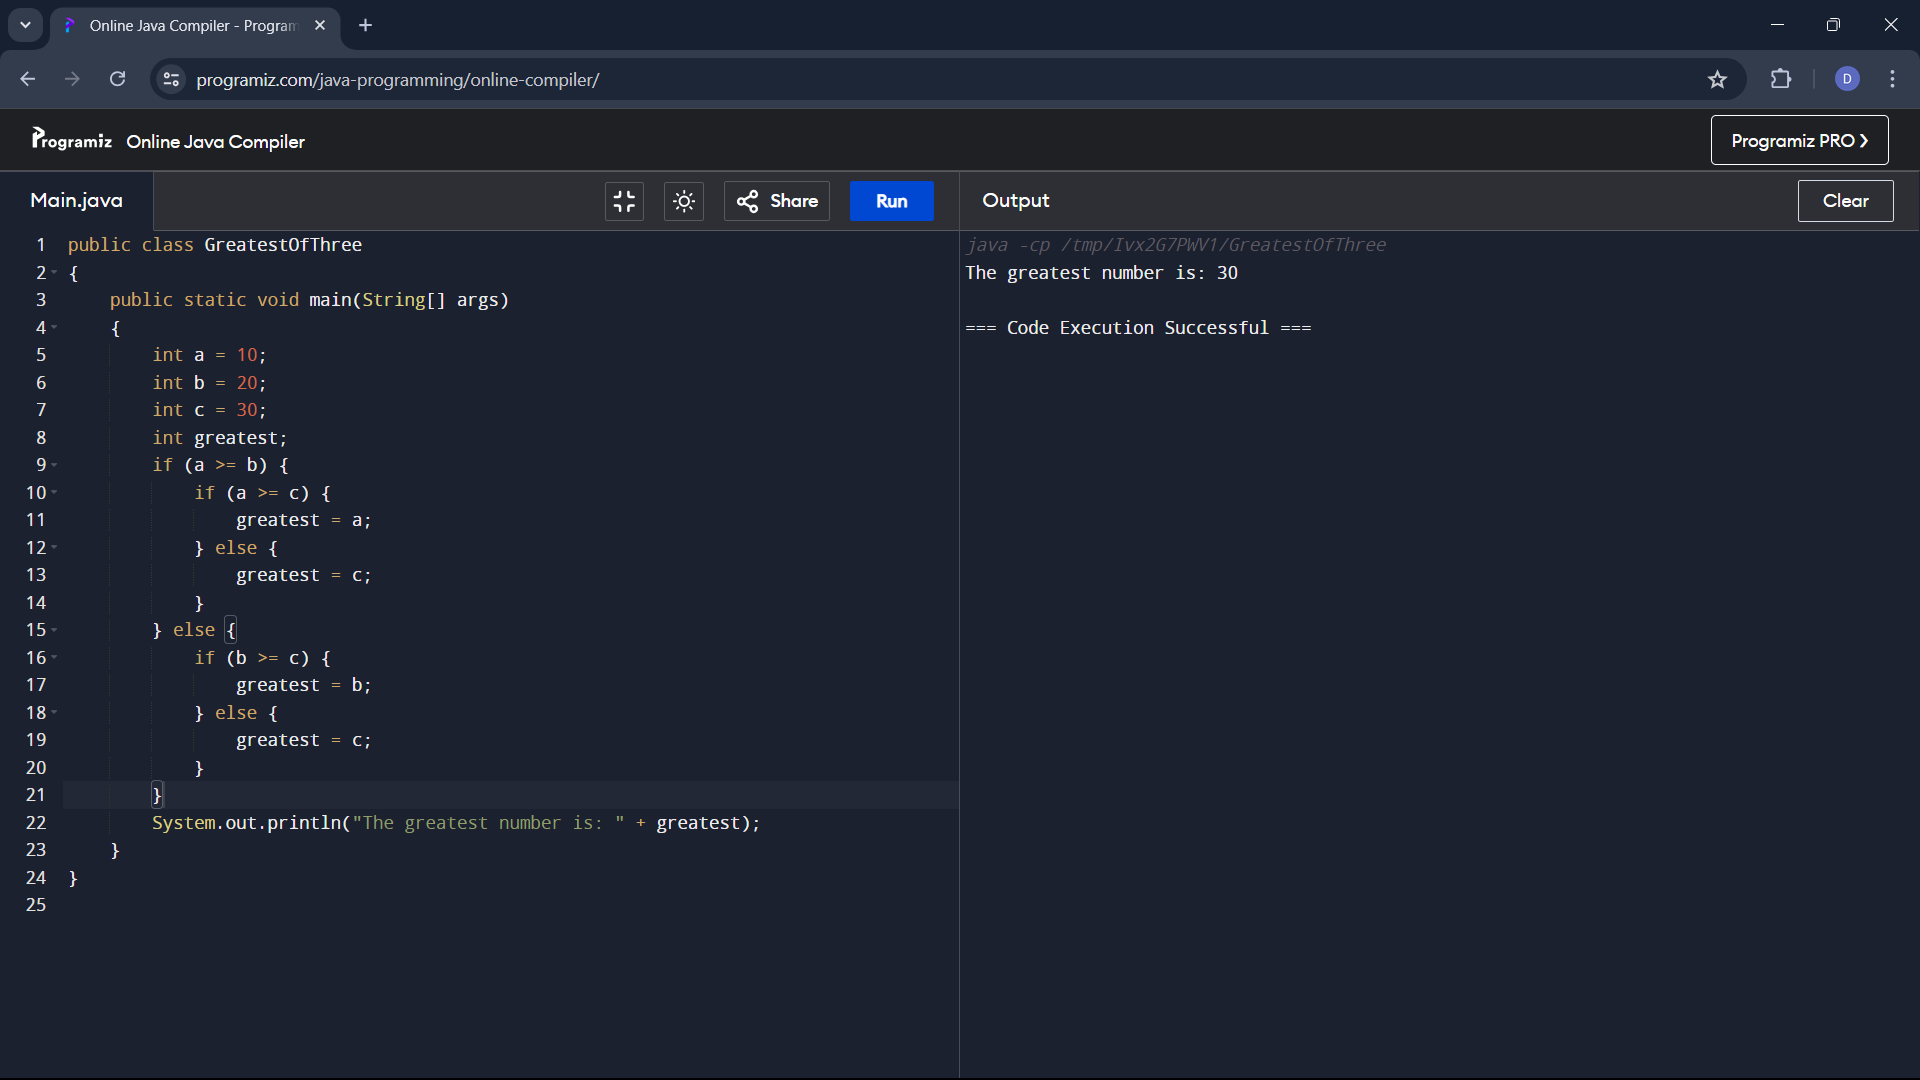 Online Java Compiler - Program
programiz.com/java-programming/online-compiler/
D
Programiz Online Java Compiler
Programiz PRO
Main.java
Share
Run
Output
Clear
1 public class GreatestOfThree
2 {
3     public static void main(String[] args)
4     {
5         int a = 10;
6         int b = 20;
7         int c = 30;
8         int greatest;
9         if (a >= b) {
10             if (a >= c) {
11                 greatest = a;
12             } else {
13                 greatest = c;
14             }
15         } else {
16             if (b >= c) {
17                 greatest = b;
18             } else {
19                 greatest = c;
20             }
21         }
22         System.out.println("The greatest number is: " + greatest);
23     }
24 }
25
java -cp /tmp/Ivx2G7PWV1/GreatestOfThree
The greatest number is: 30
=== Code Execution Successful ===